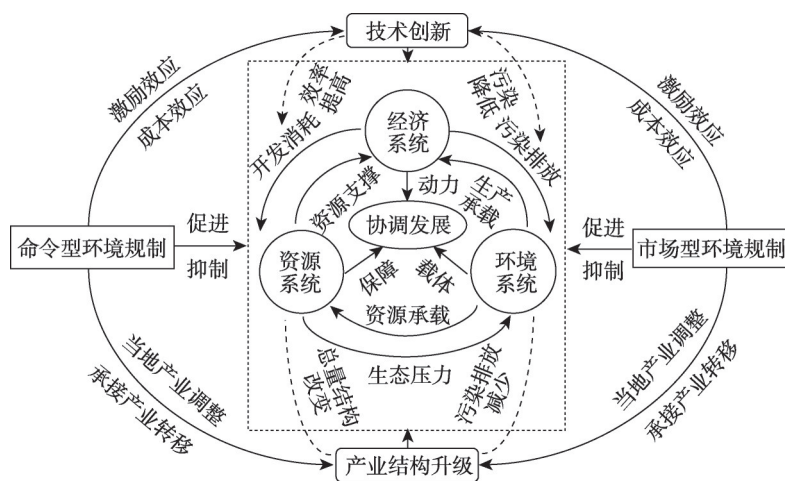 技术创新
激励效应
成本效应
效率
提高
污染
降低
激励效应
成本效应
开发消耗
经济
系统
污染排放
资源支撑
动力
生产
承载
协调发展
命令型环境规制
促进
抑制
资源
系统
保障
载体
环境
系统
促进
抑制
市场型环境规制
资源承载
生态压力
当地产业调整
承接产业转移
总量结构
改变
污染排放
减少
当地产业调整
承接产业转移
产业结构升级